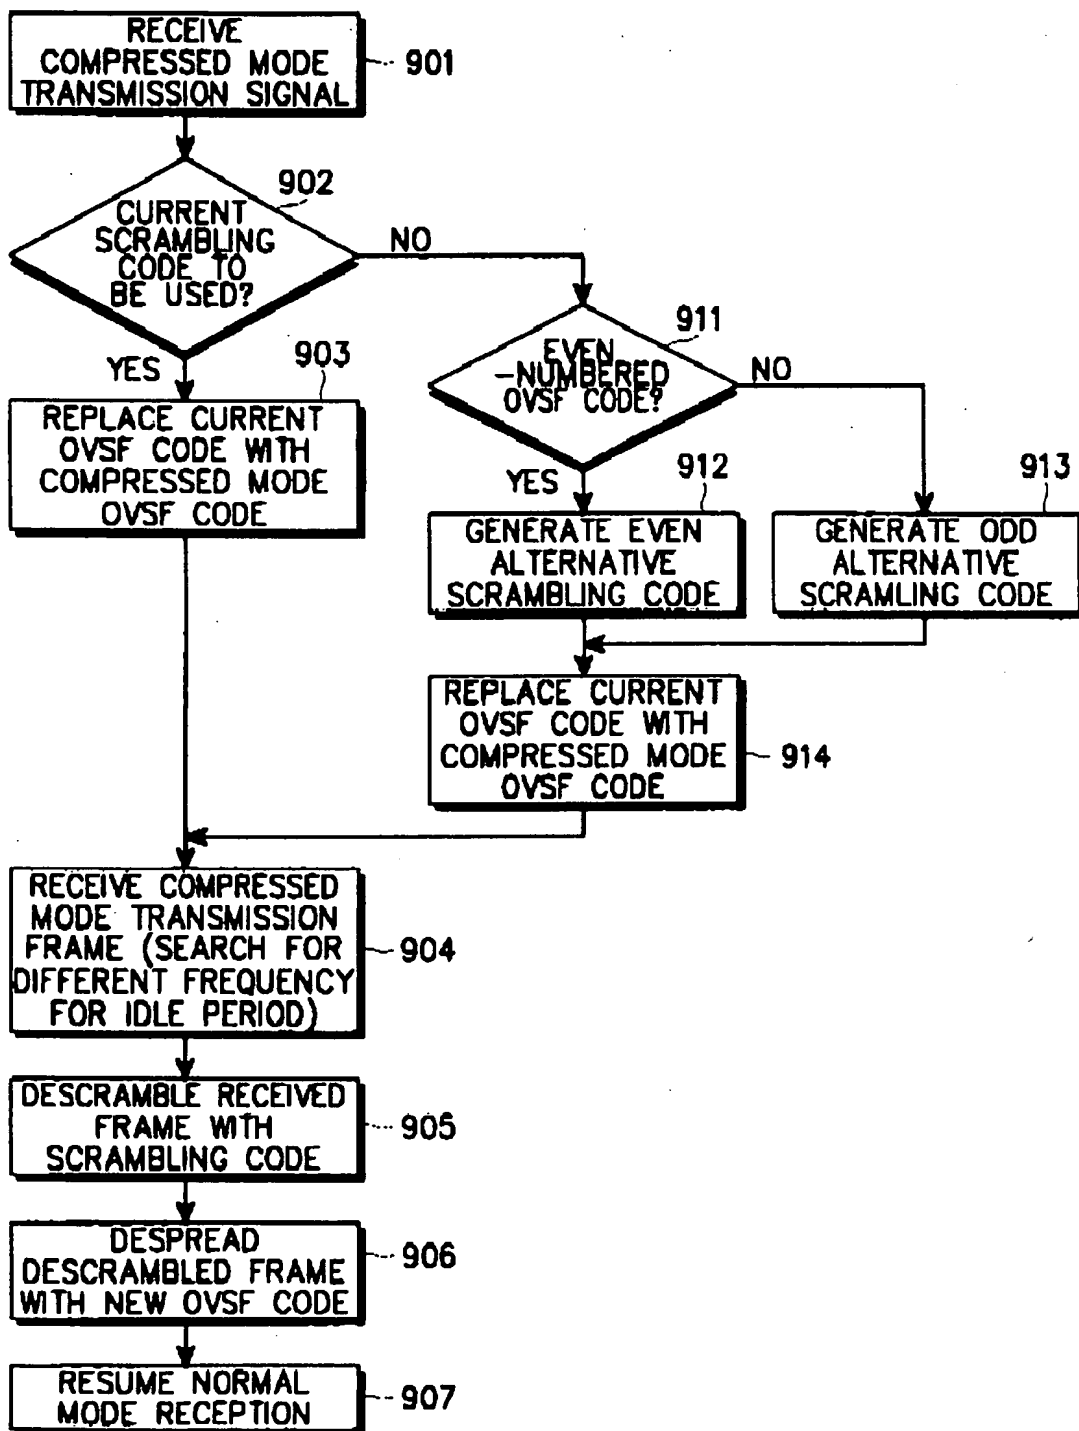 RECEIVE
COMPRESSED MODE
TRANSMISSION SIGNAL
901
902
CURRENT
SCRAMBLING
CODE TO
BE USED?
NO
YES
903
REPLACE CURRENT
OVSF CODE WITH
COMPRESSED MODE
OVSF CODE
911
EVEN
-NUMBERED
OVSF CODE?
NO
YES
912
GENERATE EVEN
ALTERNATIVE
SCRAMBLING CODE
913
GENERATE ODD
ALTERNATIVE
SCRAMLING CODE
REPLACE CURRENT
OVSF CODE WITH
COMPRESSED MODE
OVSF CODE
914
RECEIVE COMPRESSED
MODE TRANSMISSION
FRAME (SEARCH FOR
DIFFERENT FREQUENCY
FOR IDLE PERIOD)
904
DESCRAMBLE RECEIVED
FRAME WITH
SCRAMBLING CODE
905
DESPREAD
DESCRAMBLED FRAME
WITH NEW OVSF CODE
906
RESUME NORMAL
MODE RECEPTION
907